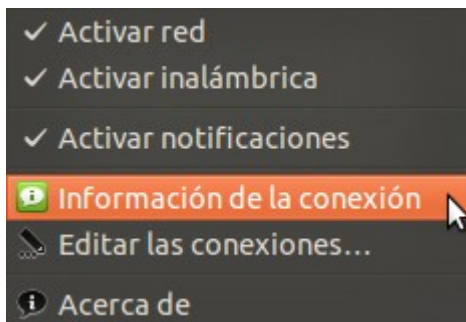 Activar red
Activar inalámbrica
Activar notificaciones
Información de la conexión
Editar las conexiones...
Acerca de